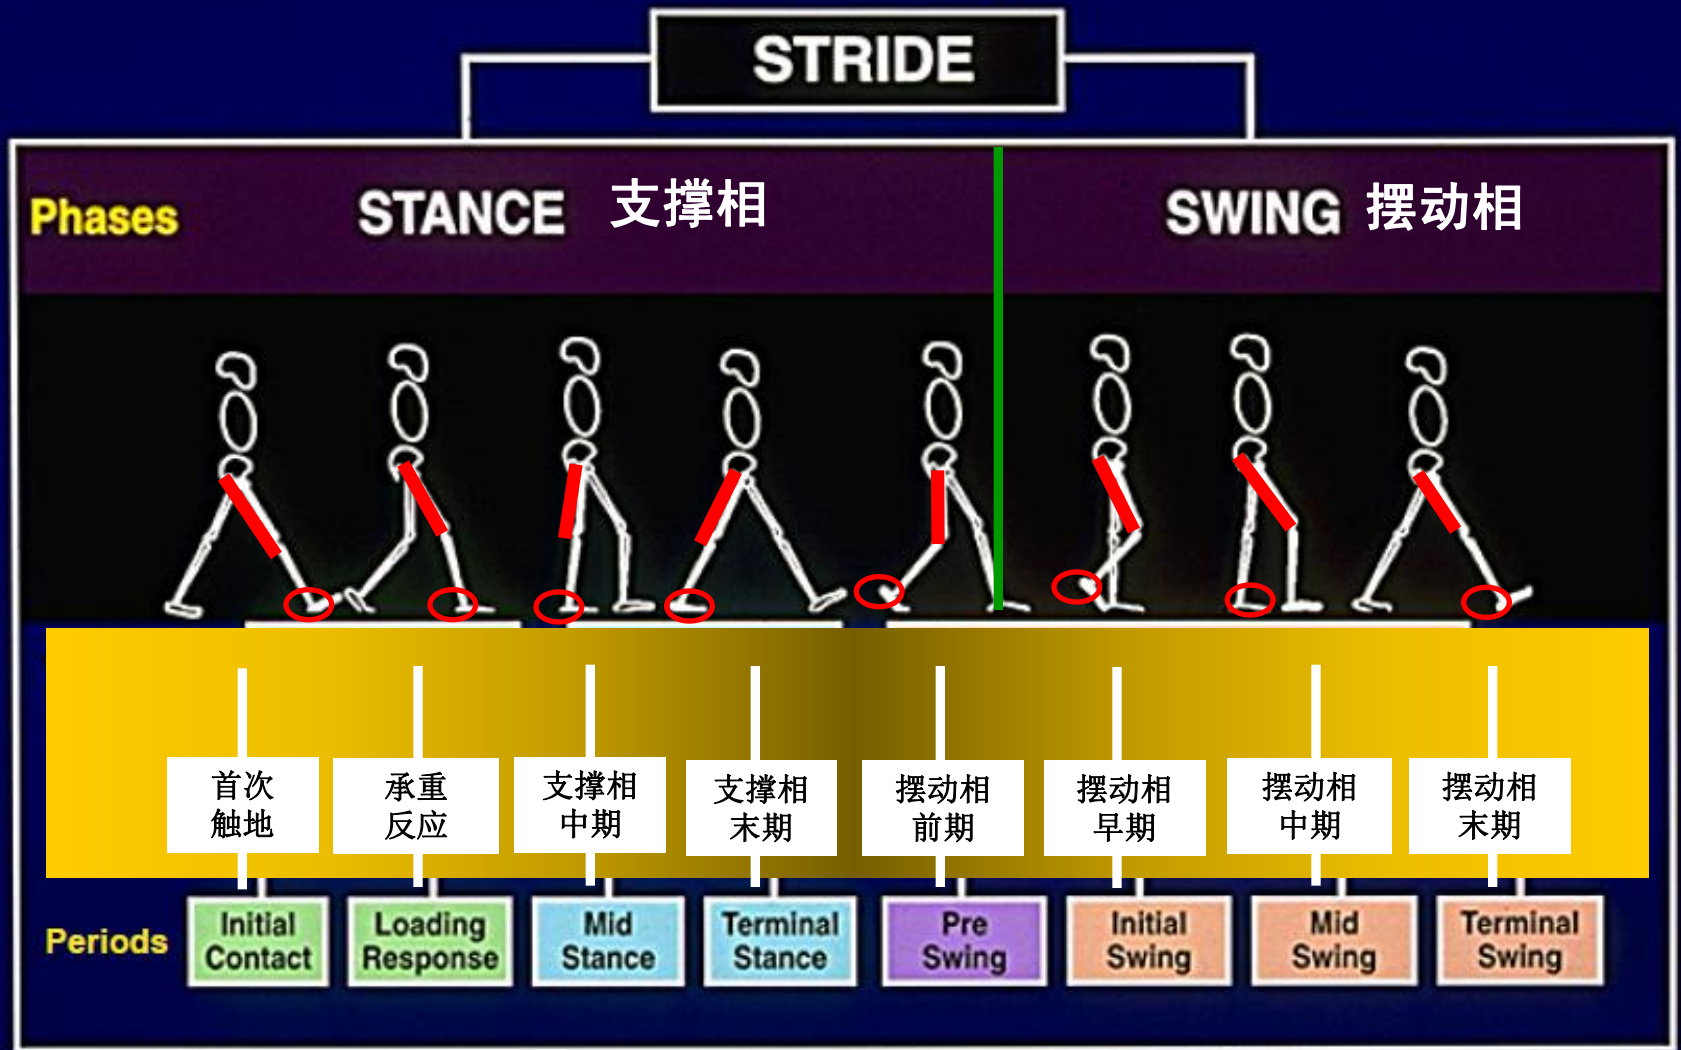 STRIDE
Phases
STANCE 支撑相
SWING 摆动相
首次
触地
承重
反应
支撑相
中期
支撑相
末期
摆动相
前期
摆动相
早期
摆动相
中期
摆动相
末期
Periods
Initial
Contact
Loading
Response
Mid
Stance
Terminal
Stance
Pre
Swing
Initial
Swing
Mid
Swing
Terminal
Swing